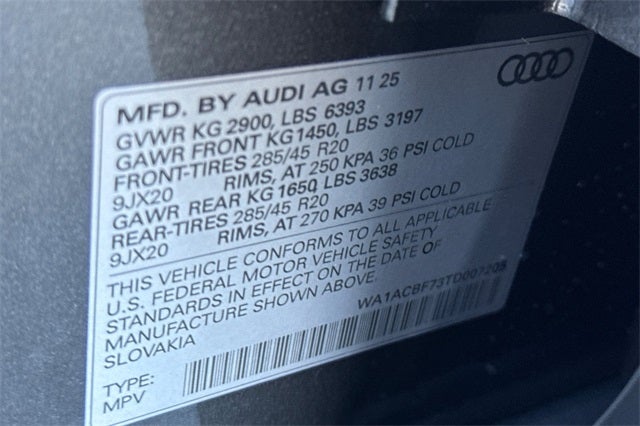 MFD. BY AUDI AG 11 25
GVWR KG 2900, LBS 6393
GAWR FRONT KG1450, LBS 3197
FRONT-TIRES 285/45 R20
9JX20 RIMS, AT 250 KPA 36 PSI COLD
GAWR REAR KG 1650, LBS 3638
REAR-TIRES 285/45 R20
9JX20 RIMS, AT 270 KPA 39 PSI COLD
THIS VEHICLE CONFORMS TO ALL APPLICABLE
U.S. FEDERAL MOTOR VEHICLE SAFETY
STANDARDS IN EFFECT ON THE DATE OF
MANUFACTURE SHOWN ABOVE.
SLOVAKIA
WA1ACBF73TD007205
TYPE:
MPV